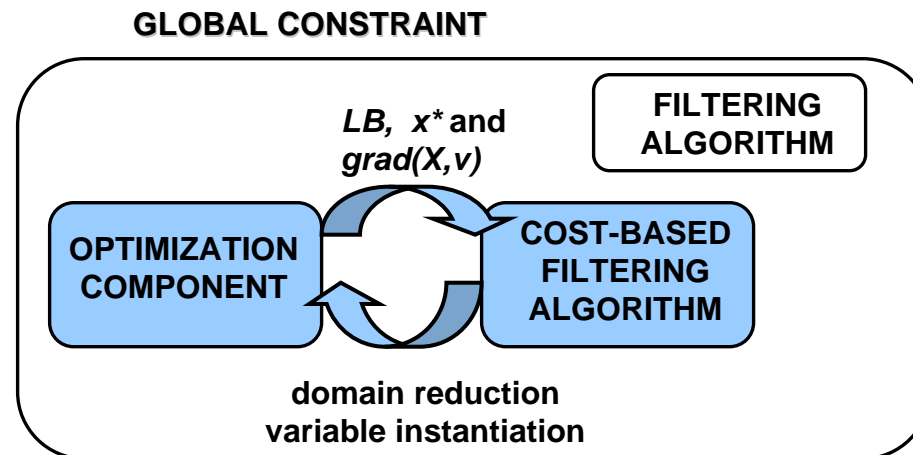 GLOBAL CONSTRAINT
LB, x* and
grad(X,v)
FILTERING
ALGORITHM
OPTIMIZATION
COMPONENT
COST-BASED
FILTERING
ALGORITHM
domain reduction
variable instantiation